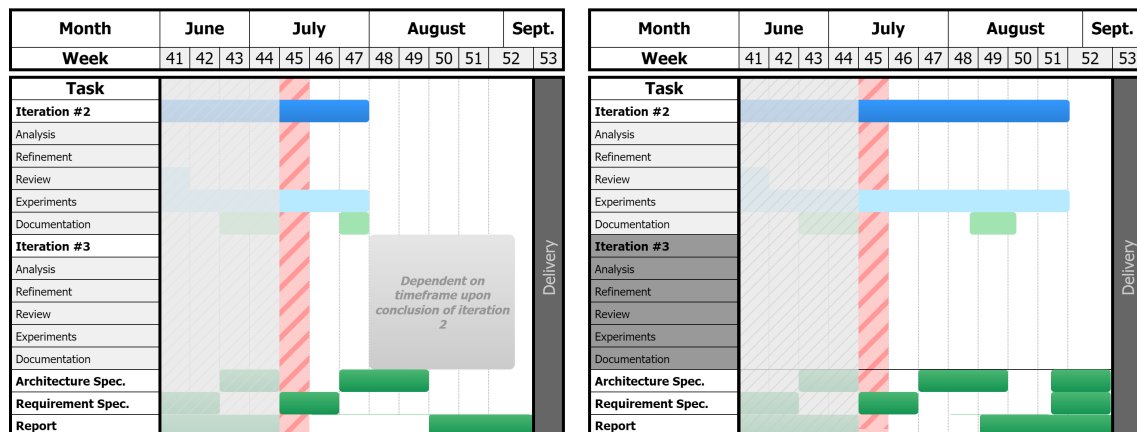 Month June July August Sept.
Week 41 42 43 44 45 46 47 48 49 50 51 52 53
Task
Iteration #2
Analysis
Refinement
Review
Experiments
Documentation
Iteration #3
Analysis
Refinement
Review
Experiments
Documentation
Architecture Spec.
Requirement Spec.
Report
Dependent on
timeframe upon
conclusion of iteration
2
Delivery
Month June July August Sept.
Week 41 42 43 44 45 46 47 48 49 50 51 52 53
Task
Iteration #2
Analysis
Refinement
Review
Experiments
Documentation
Iteration #3
Analysis
Refinement
Review
Experiments
Documentation
Architecture Spec.
Requirement Spec.
Report
Delivery